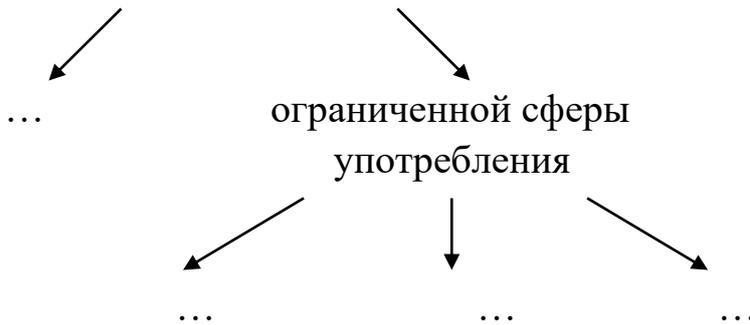 … ограниченной сферы
употребления
… … …